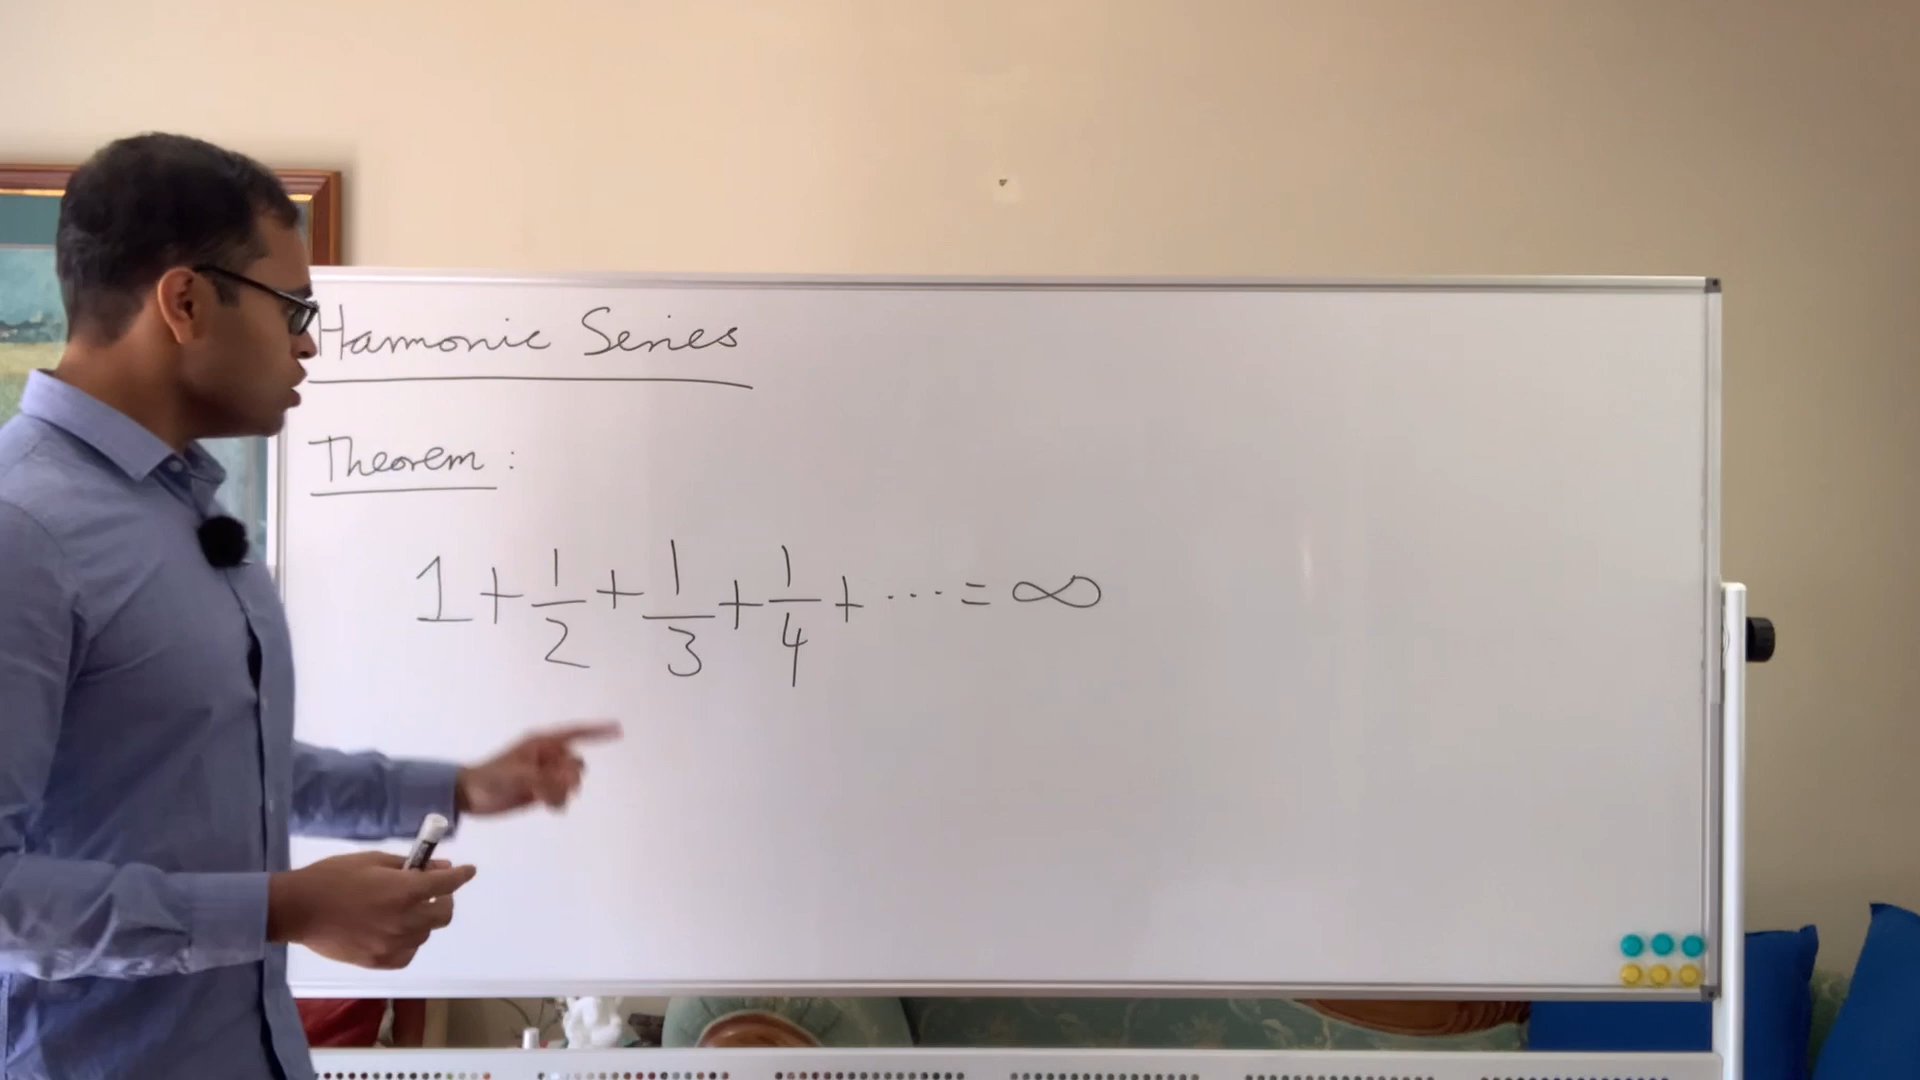 Harmonic Series
Theorem :
1 + 1/2 + 1/3 + 1/4 + ... = ∞